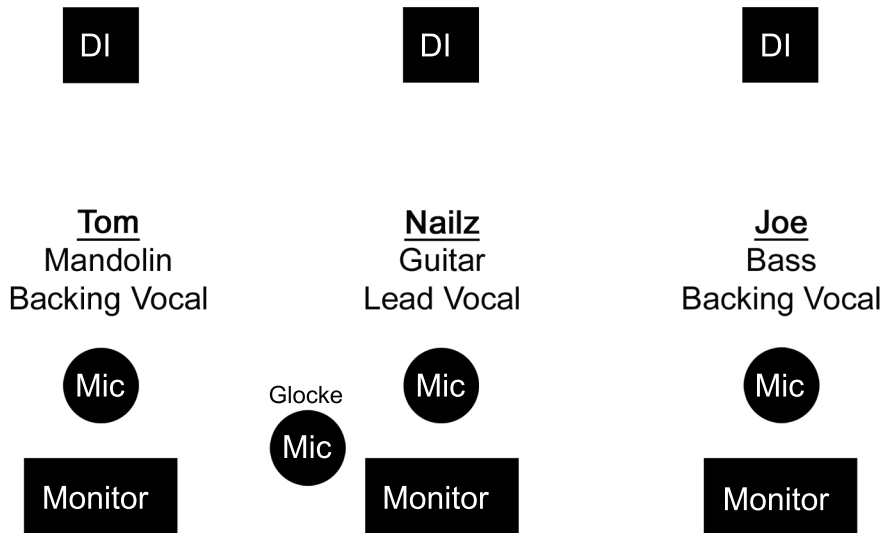 DI
DI
DI
Tom
Mandolin
Backing Vocal
Nailz
Guitar
Lead Vocal
Joe
Bass
Backing Vocal
Mic
Glocke
Mic
Mic
Mic
Monitor
Monitor
Monitor